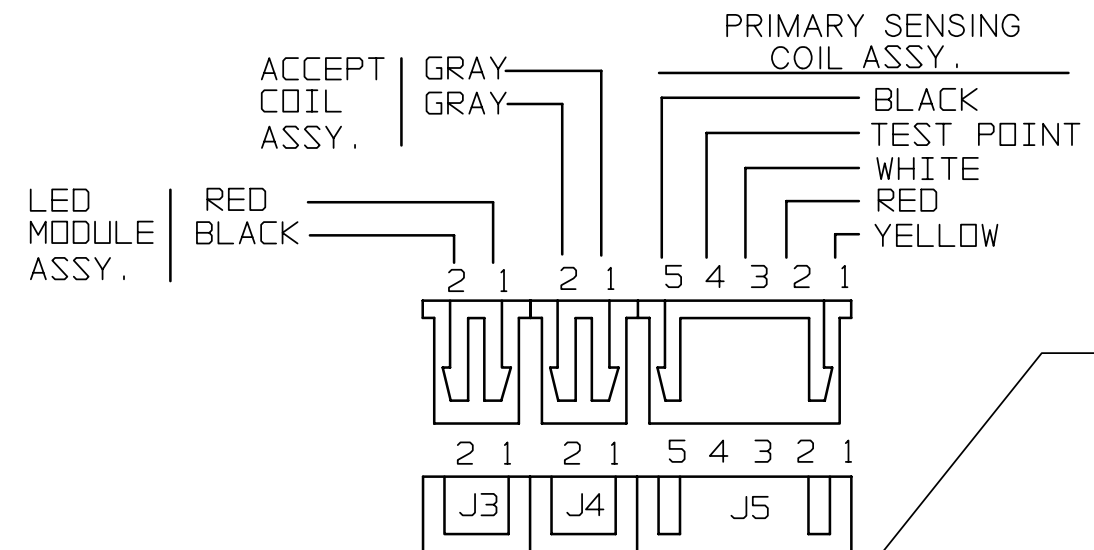 PRIMARY SENSING
COIL ASSY.
ACCEPT
COIL
ASSY.
GRAY
GRAY
BLACK
TEST POINT
WHITE
RED
YELLOW
LED
MODULE
ASSY.
RED
BLACK
2 1 2 1 5 4 3 2 1
2 1 2 1 5 4 3 2 1
J3 J4 J5